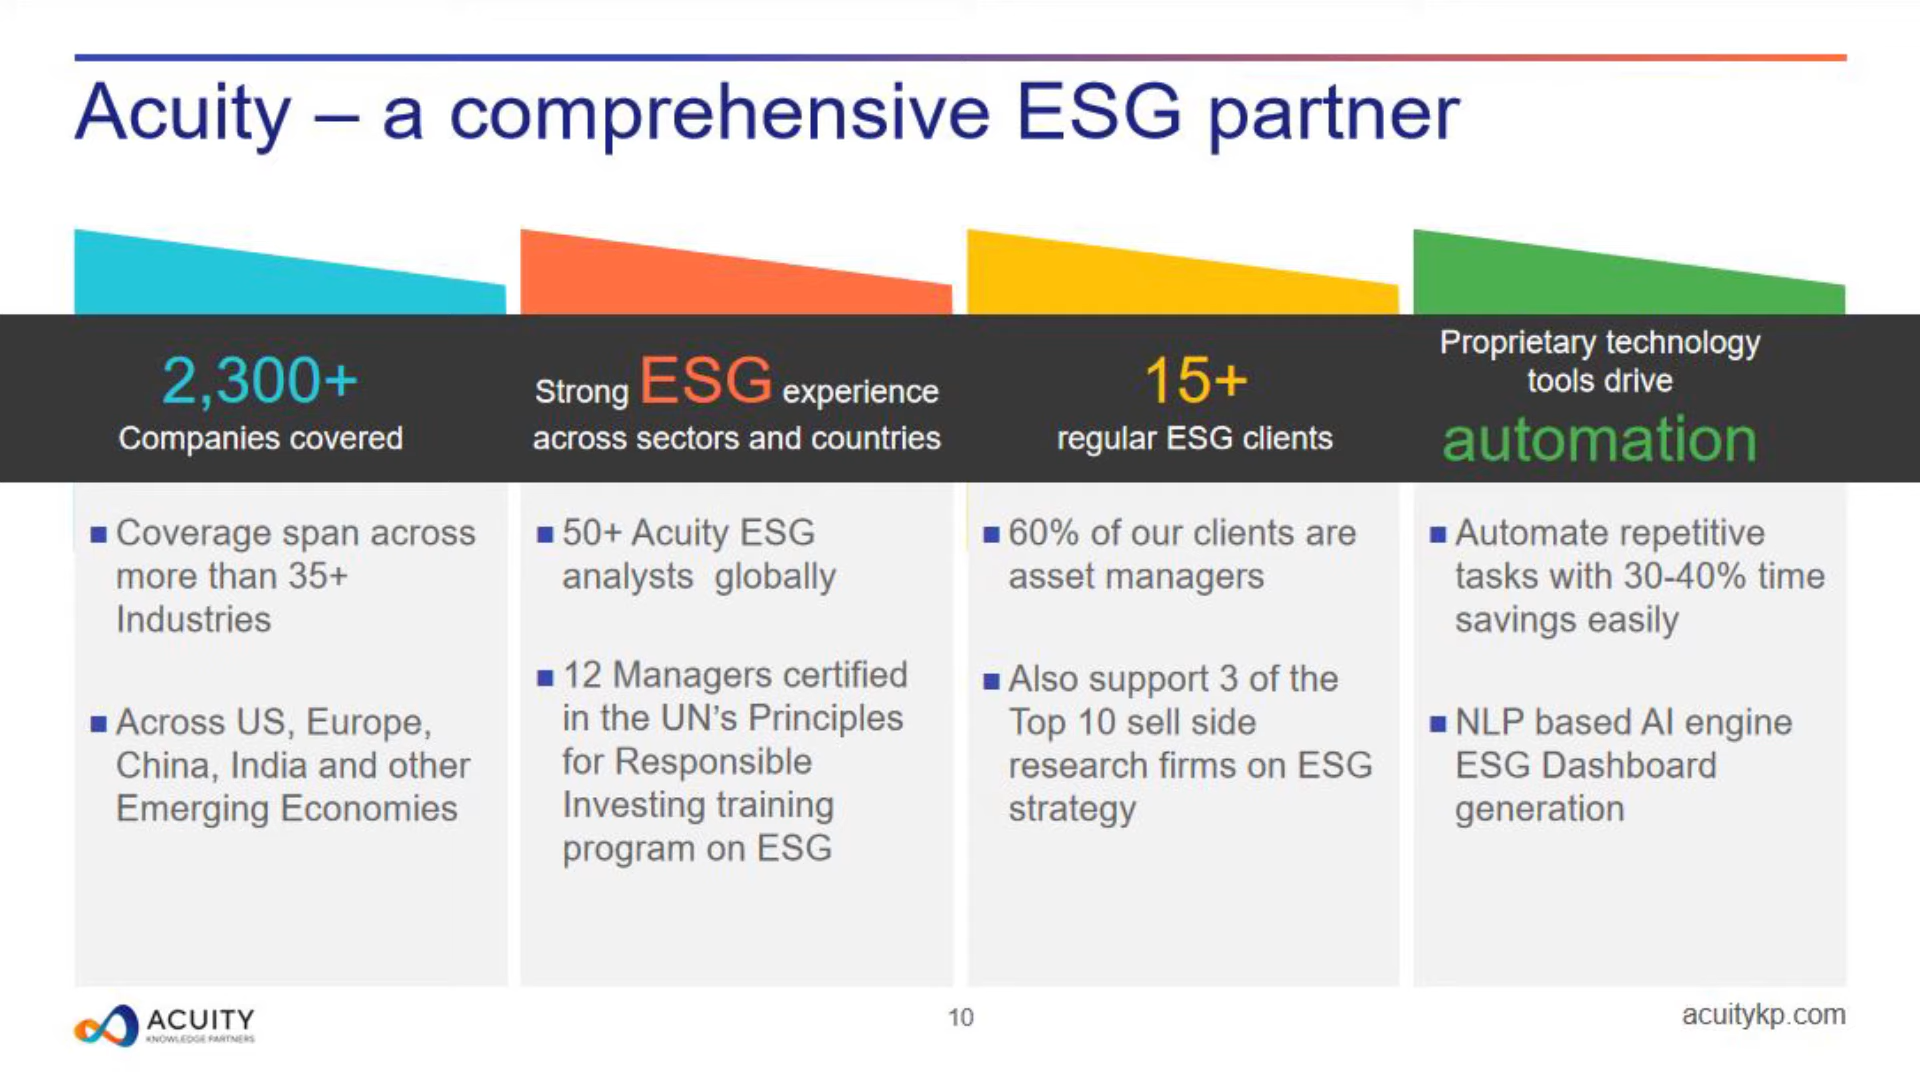 Acuity – a comprehensive ESG partner
2,300+
Companies covered
■ Coverage span across
more than 35+
Industries
■ Across US, Europe,
China, India and other
Emerging Economies
Strong ESG experience
across sectors and countries
■ 50+ Acuity ESG
analysts globally
■ 12 Managers certified
in the UN's Principles
for Responsible
Investing training
program on ESG
15+
regular ESG clients
■ 60% of our clients are
asset managers
■ Also support 3 of the
Top 10 sell side
research firms on ESG
strategy
Proprietary technology
tools drive
automation
■ Automate repetitive
tasks with 30-40% time
savings easily
■ NLP based AI engine
ESG Dashboard
generation
ACUITY
KNOWLEDGE PARTNERS
10
acuitykp.com